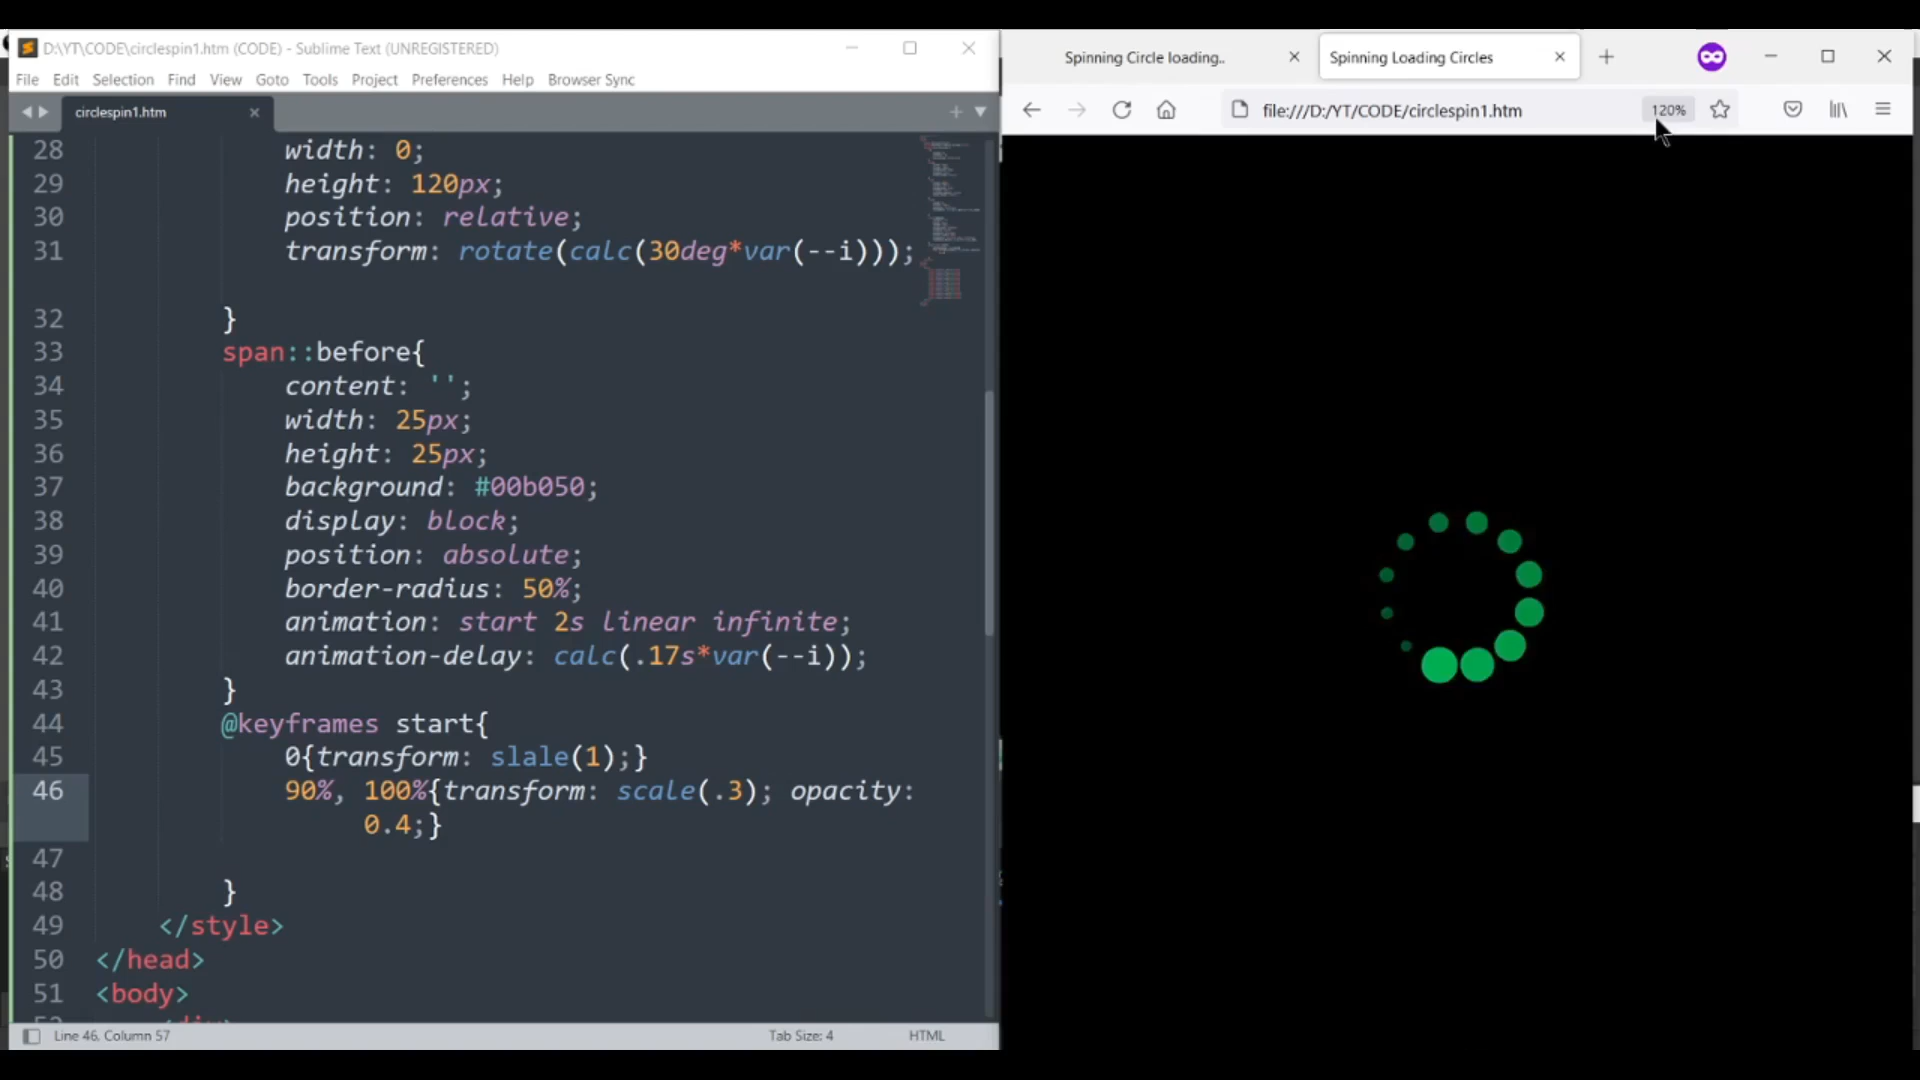 D:\YT\CODE\circlespin1.htm (CODE) - Sublime Text (UNREGISTERED)
File Edit Selection Find View Goto Tools Project Preferences Help Browser Sync
circlespin1.htm
28 width: 0;
29 height: 120px;
30 position: relative;
31 transform: rotate(calc(30deg*var(--i)));
32 }
33 span::before{
34 content: '';
35 width: 25px;
36 height: 25px;
37 background: #00b050;
38 display: block;
39 position: absolute;
40 border-radius: 50%;
41 animation: start 2s linear infinite;
42 animation-delay: calc(.17s*var(--i));
43 }
44 @keyframes start{
45 0{transform: slale(1);}
46 90%, 100%{transform: scale(.3); opacity:
0.4;}
47
48 }
49 </style>
50 </head>
51 <body>
Line 46, Column 57
Tab Size: 4
HTML
Spinning Circle loading..
Spinning Loading Circles
file:///D:/YT/CODE/circlespin1.htm
120%